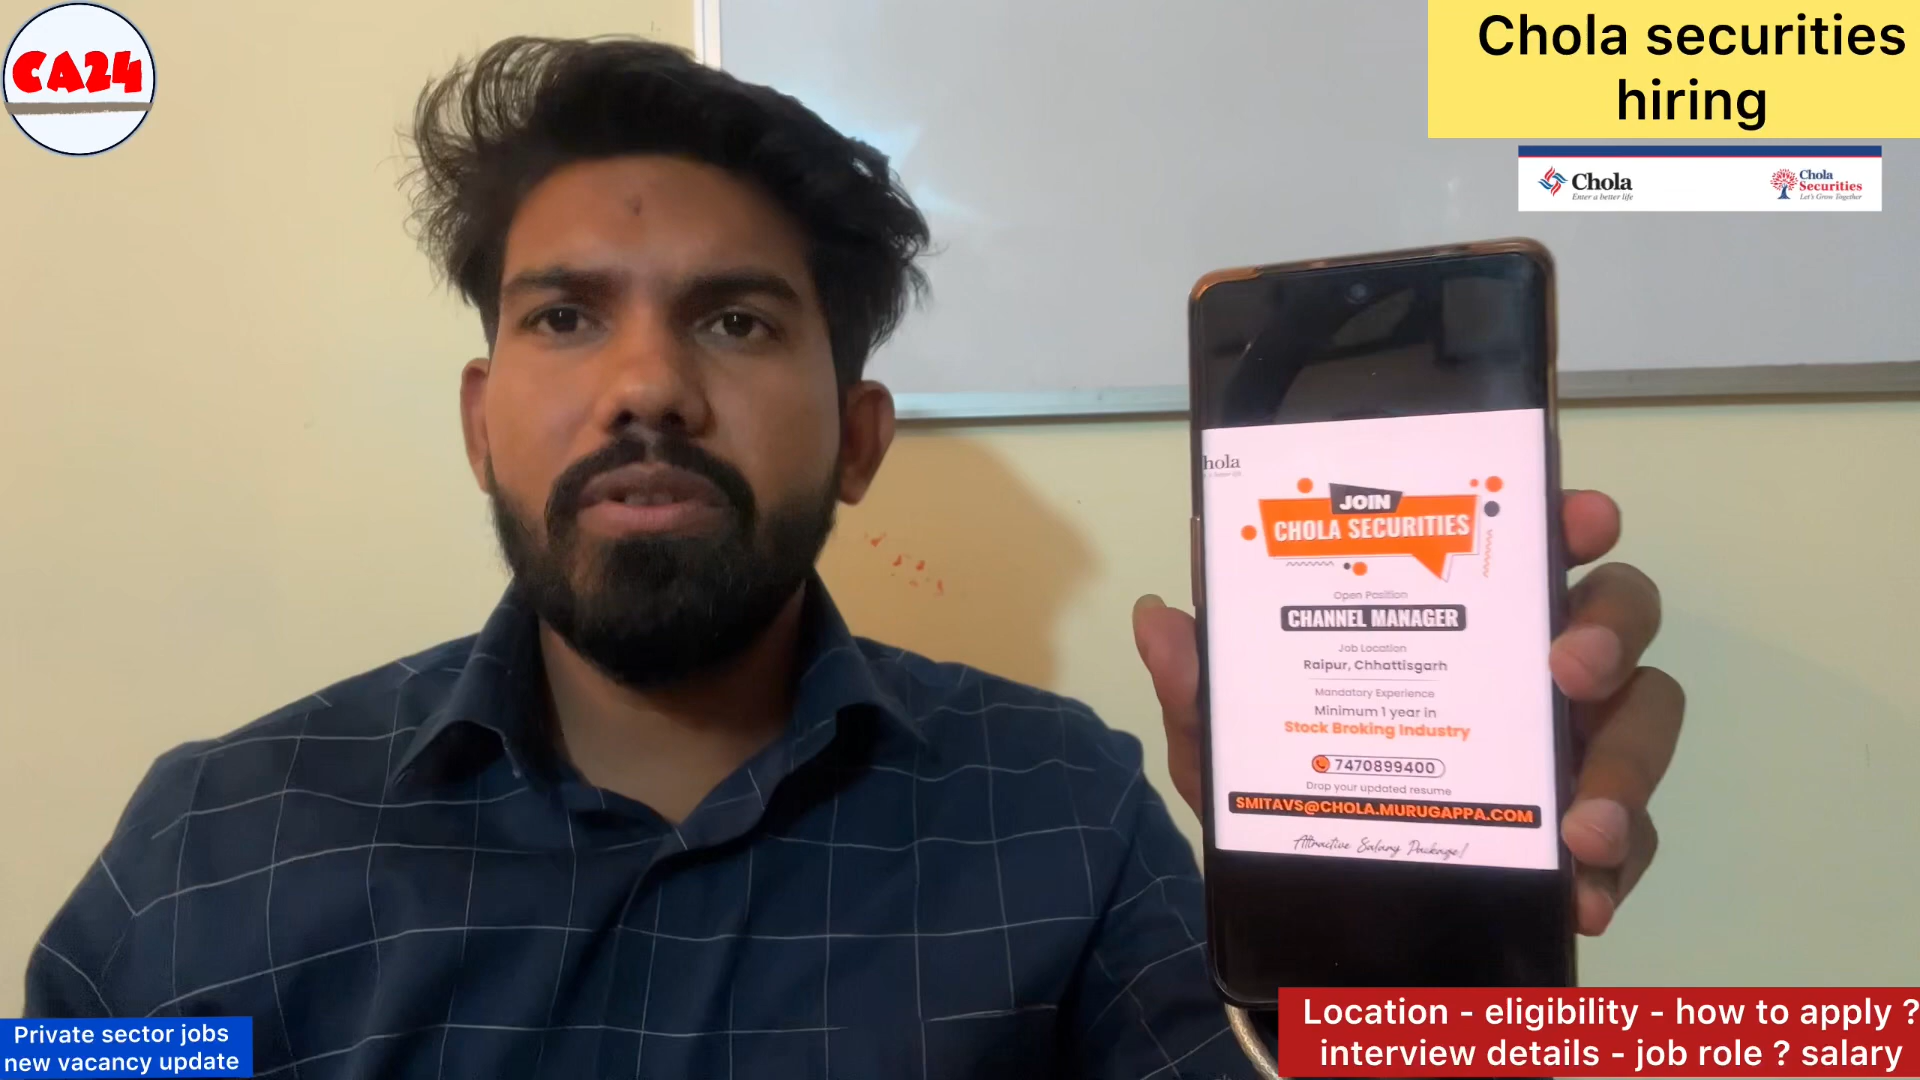 CA24
Chola securities
hiring
Chola
Enter a better life
Chola
Securities
Let's Grow Together
hola
JOIN
CHOLA SECURITIES
Open Position
CHANNEL MANAGER
Job Location
Raipur, Chhattisgarh
Mandatory Experience
Minimum 1 year in
Stock Broking Industry
7470899400
Drop your updated resume
SMITAVS@CHOLA.MURUGAPPA.COM
Attractive Salary Package!
Private sector jobs
new vacancy update
Location - eligibility - how to apply ?
interview details - job role ? salary